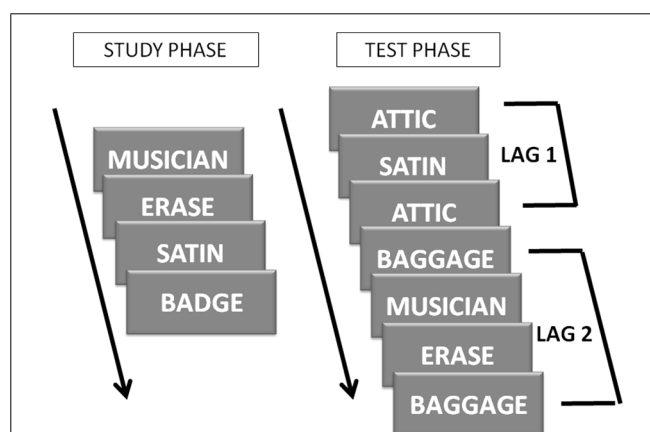 STUDY PHASE
MUSICIAN
ERASE
SATIN
BADGE
TEST PHASE
ATTIC
SATIN
ATTIC
BAGGAGE
MUSICIAN
ERASE
BAGGAGE
LAG 1
LAG 2